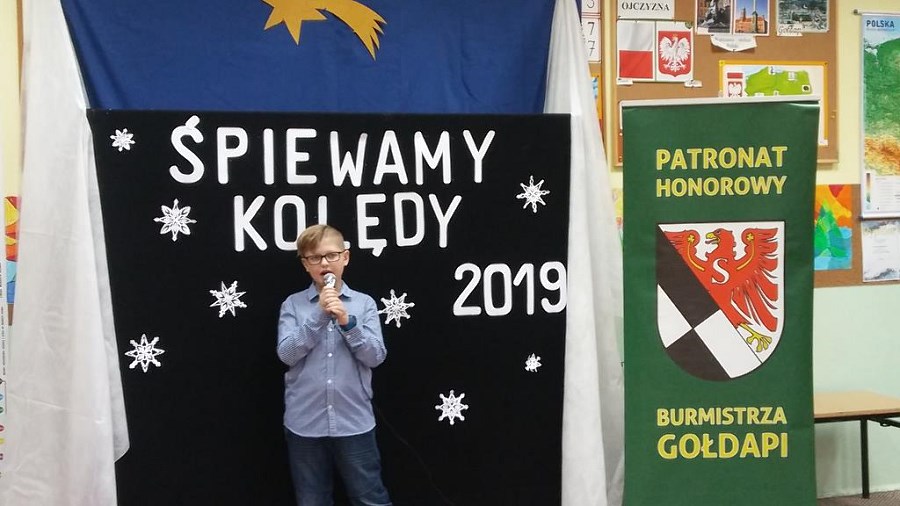 ŚPIEWAMY
KOLĘDY
2019
OJCZYZNA
POLSKA
PATRONAT
HONOROWY
S
BURMISTRZA
GOŁDAPI